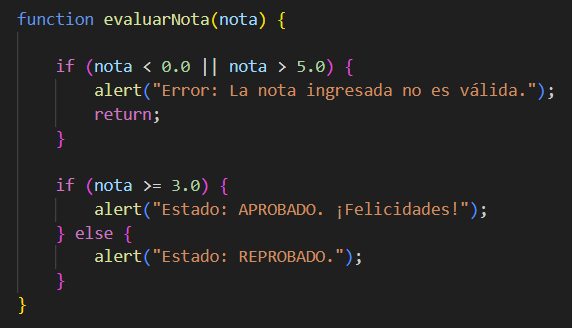 function evaluarNota(nota) {
if (nota < 0.0 || nota > 5.0) {
alert("Error: La nota ingresada no es válida.");
return;
}
if (nota >= 3.0) {
alert("Estado: APROBADO. ¡Felicidades!");
} else {
alert("Estado: REPROBADO.");
}
}